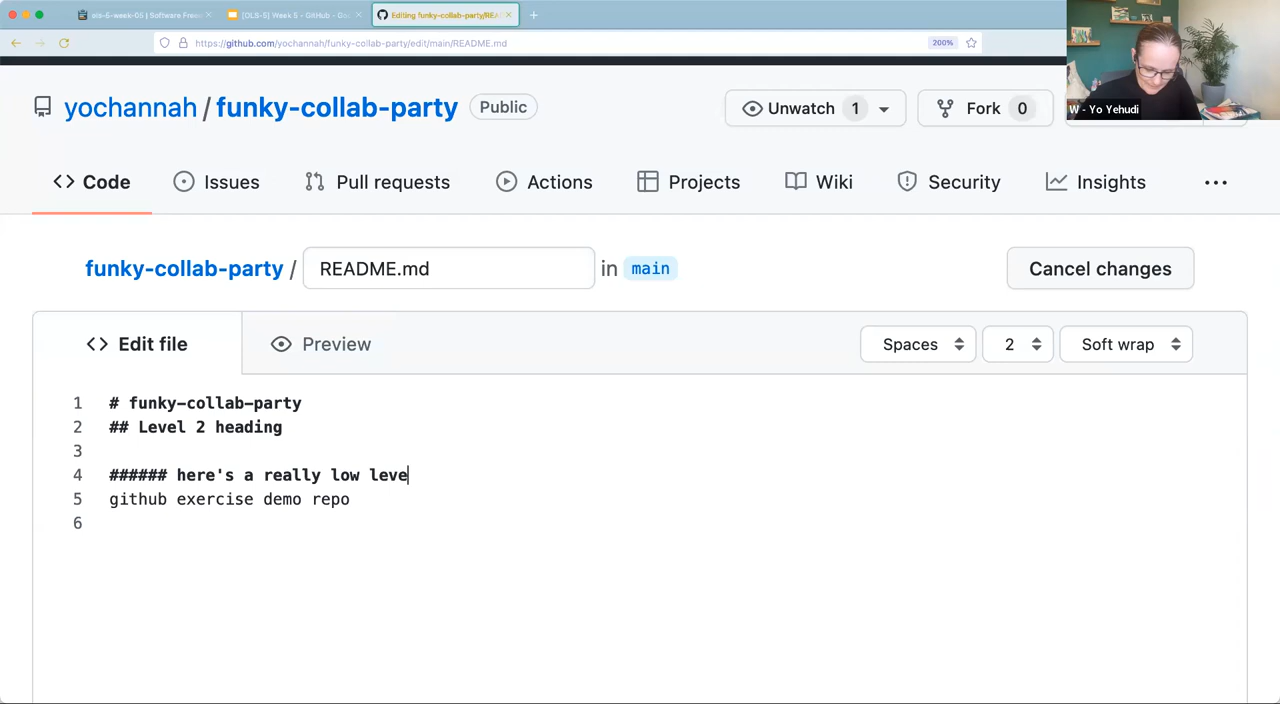 https://github.com/yochannah/funky-collab-party/edit/main/README.md
200%
W - Yo Yehudi
yochannah / funky-collab-party Public
Unwatch 1
Fork 0
Code
Issues
Pull requests
Actions
Projects
Wiki
Security
Insights
funky-collab-party / README.md in main
Cancel changes
Edit file
Preview
Spaces
2
Soft wrap
1 # funky-collab-party
2 ## Level 2 heading
3
4 ###### here's a really low leve
5 github exercise demo repo
6